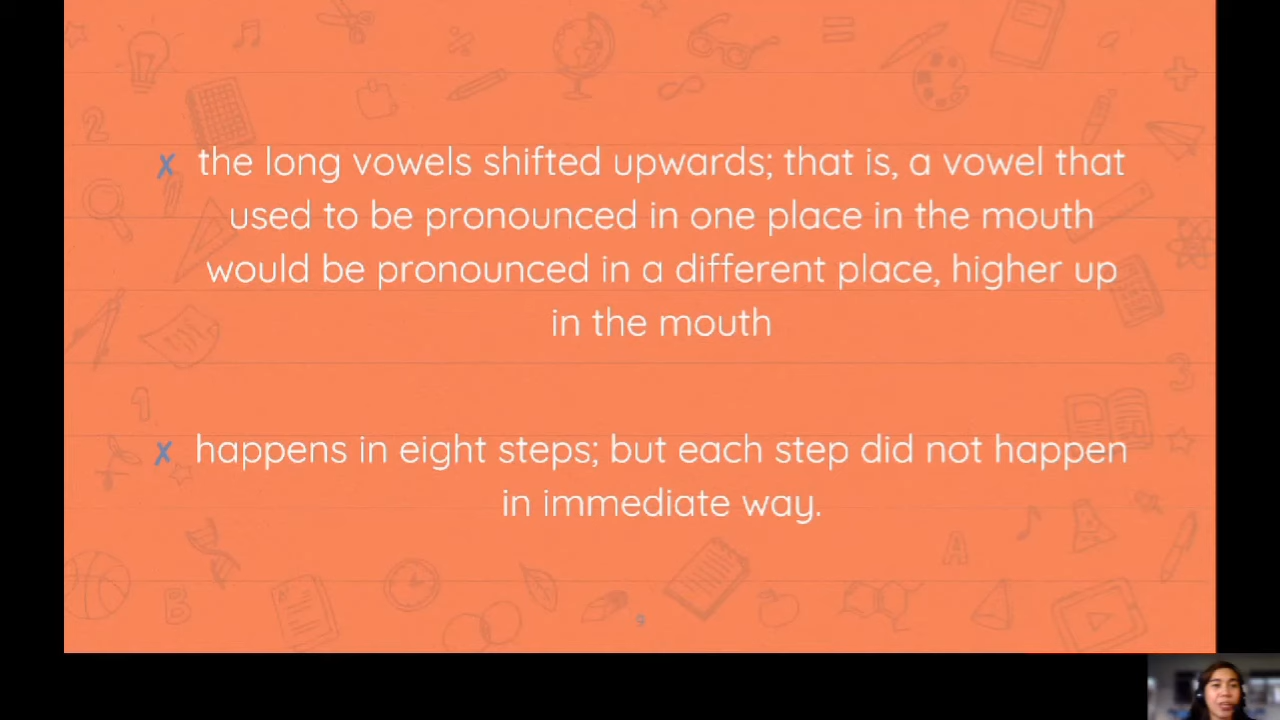 the long vowels shifted upwards; that is, a vowel that
used to be pronounced in one place in the mouth
would be pronounced in a different place, higher up
in the mouth
happens in eight steps; but each step did not happen
in immediate way.
9